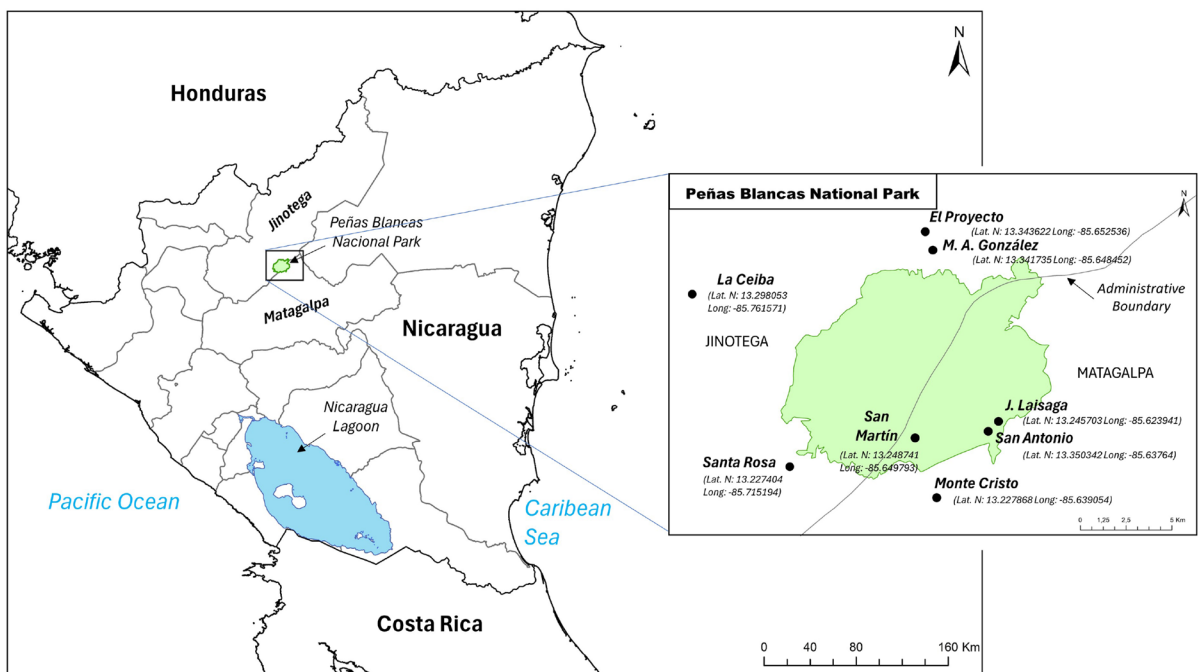 N
Honduras
Jinotega
Peñas Blancas
Nacional Park
Matagalpa
Nicaragua
Nicaragua
Lagoon
Pacific Ocean
Caribean
Sea
Costa Rica
0 40 80 160 Km
Peñas Blancas National Park
N
El Proyecto
(Lat. N: 13.343622 Long: -85.652536)
M. A. González
(Lat. N: 13.341735 Long: -85.648452)
La Ceiba
(Lat. N: 13.298053
Long: -85.761571)
Administrative
Boundary
JINOTEGA
MATAGALPA
San
Martín
(Lat. N: 13.248741
Long: -85.649793)
J. Laisaga
(Lat. N: 13.245703 Long: -85.623941)
San Antonio
(Lat. N: 13.350342 Long: -85.63764)
Santa Rosa
(Lat. N: 13.227404
Long: -85.715194)
Monte Cristo
(Lat. N: 13.227868 Long: -85.639054)
0 1,25 2.5 5 Km